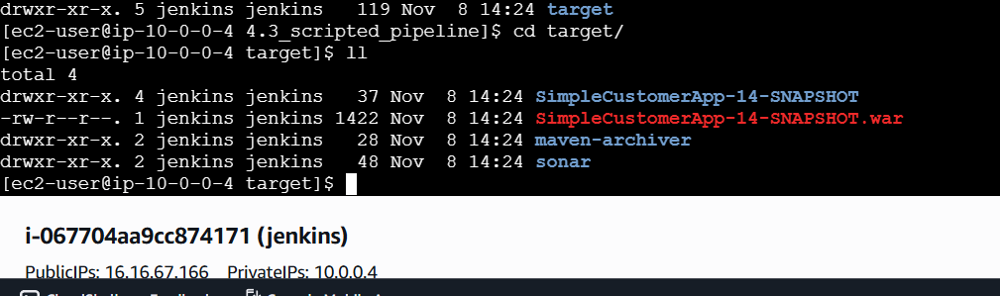 drwxr-xr-x. 5 jenkins jenkins  119 Nov  8 14:24 target
[ec2-user@ip-10-0-0-4 4.3_scripted_pipeline]$ cd target/
[ec2-user@ip-10-0-0-4 target]$ ll
total 4
drwxr-xr-x. 4 jenkins jenkins   37 Nov  8 14:24 SimpleCustomerApp-14-SNAPSHOT
-rw-r--r--. 1 jenkins jenkins 1422 Nov  8 14:24 SimpleCustomerApp-14-SNAPSHOT.war
drwxr-xr-x. 2 jenkins jenkins   28 Nov  8 14:24 maven-archiver
drwxr-xr-x. 2 jenkins jenkins   48 Nov  8 14:24 sonar
[ec2-user@ip-10-0-0-4 target]$
i-067704aa9cc874171 (jenkins)
PublicIPs: 16.16.67.166    PrivateIPs: 10.0.0.4